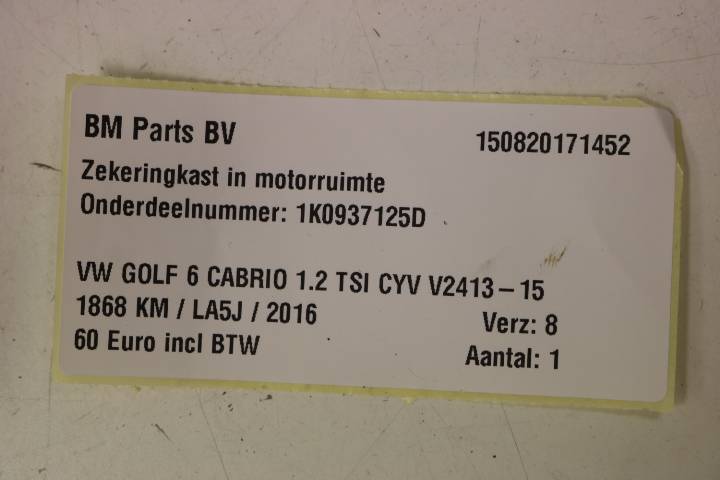 BM Parts BV 150820171452
Zekeringkast in motorruimte
Onderdeelnummer: 1K0937125D
VW GOLF 6 CABRIO 1.2 TSI CYV V2413-15
1868 KM / LA5J / 2016 Verz: 8
60 Euro incl BTW Aantal: 1